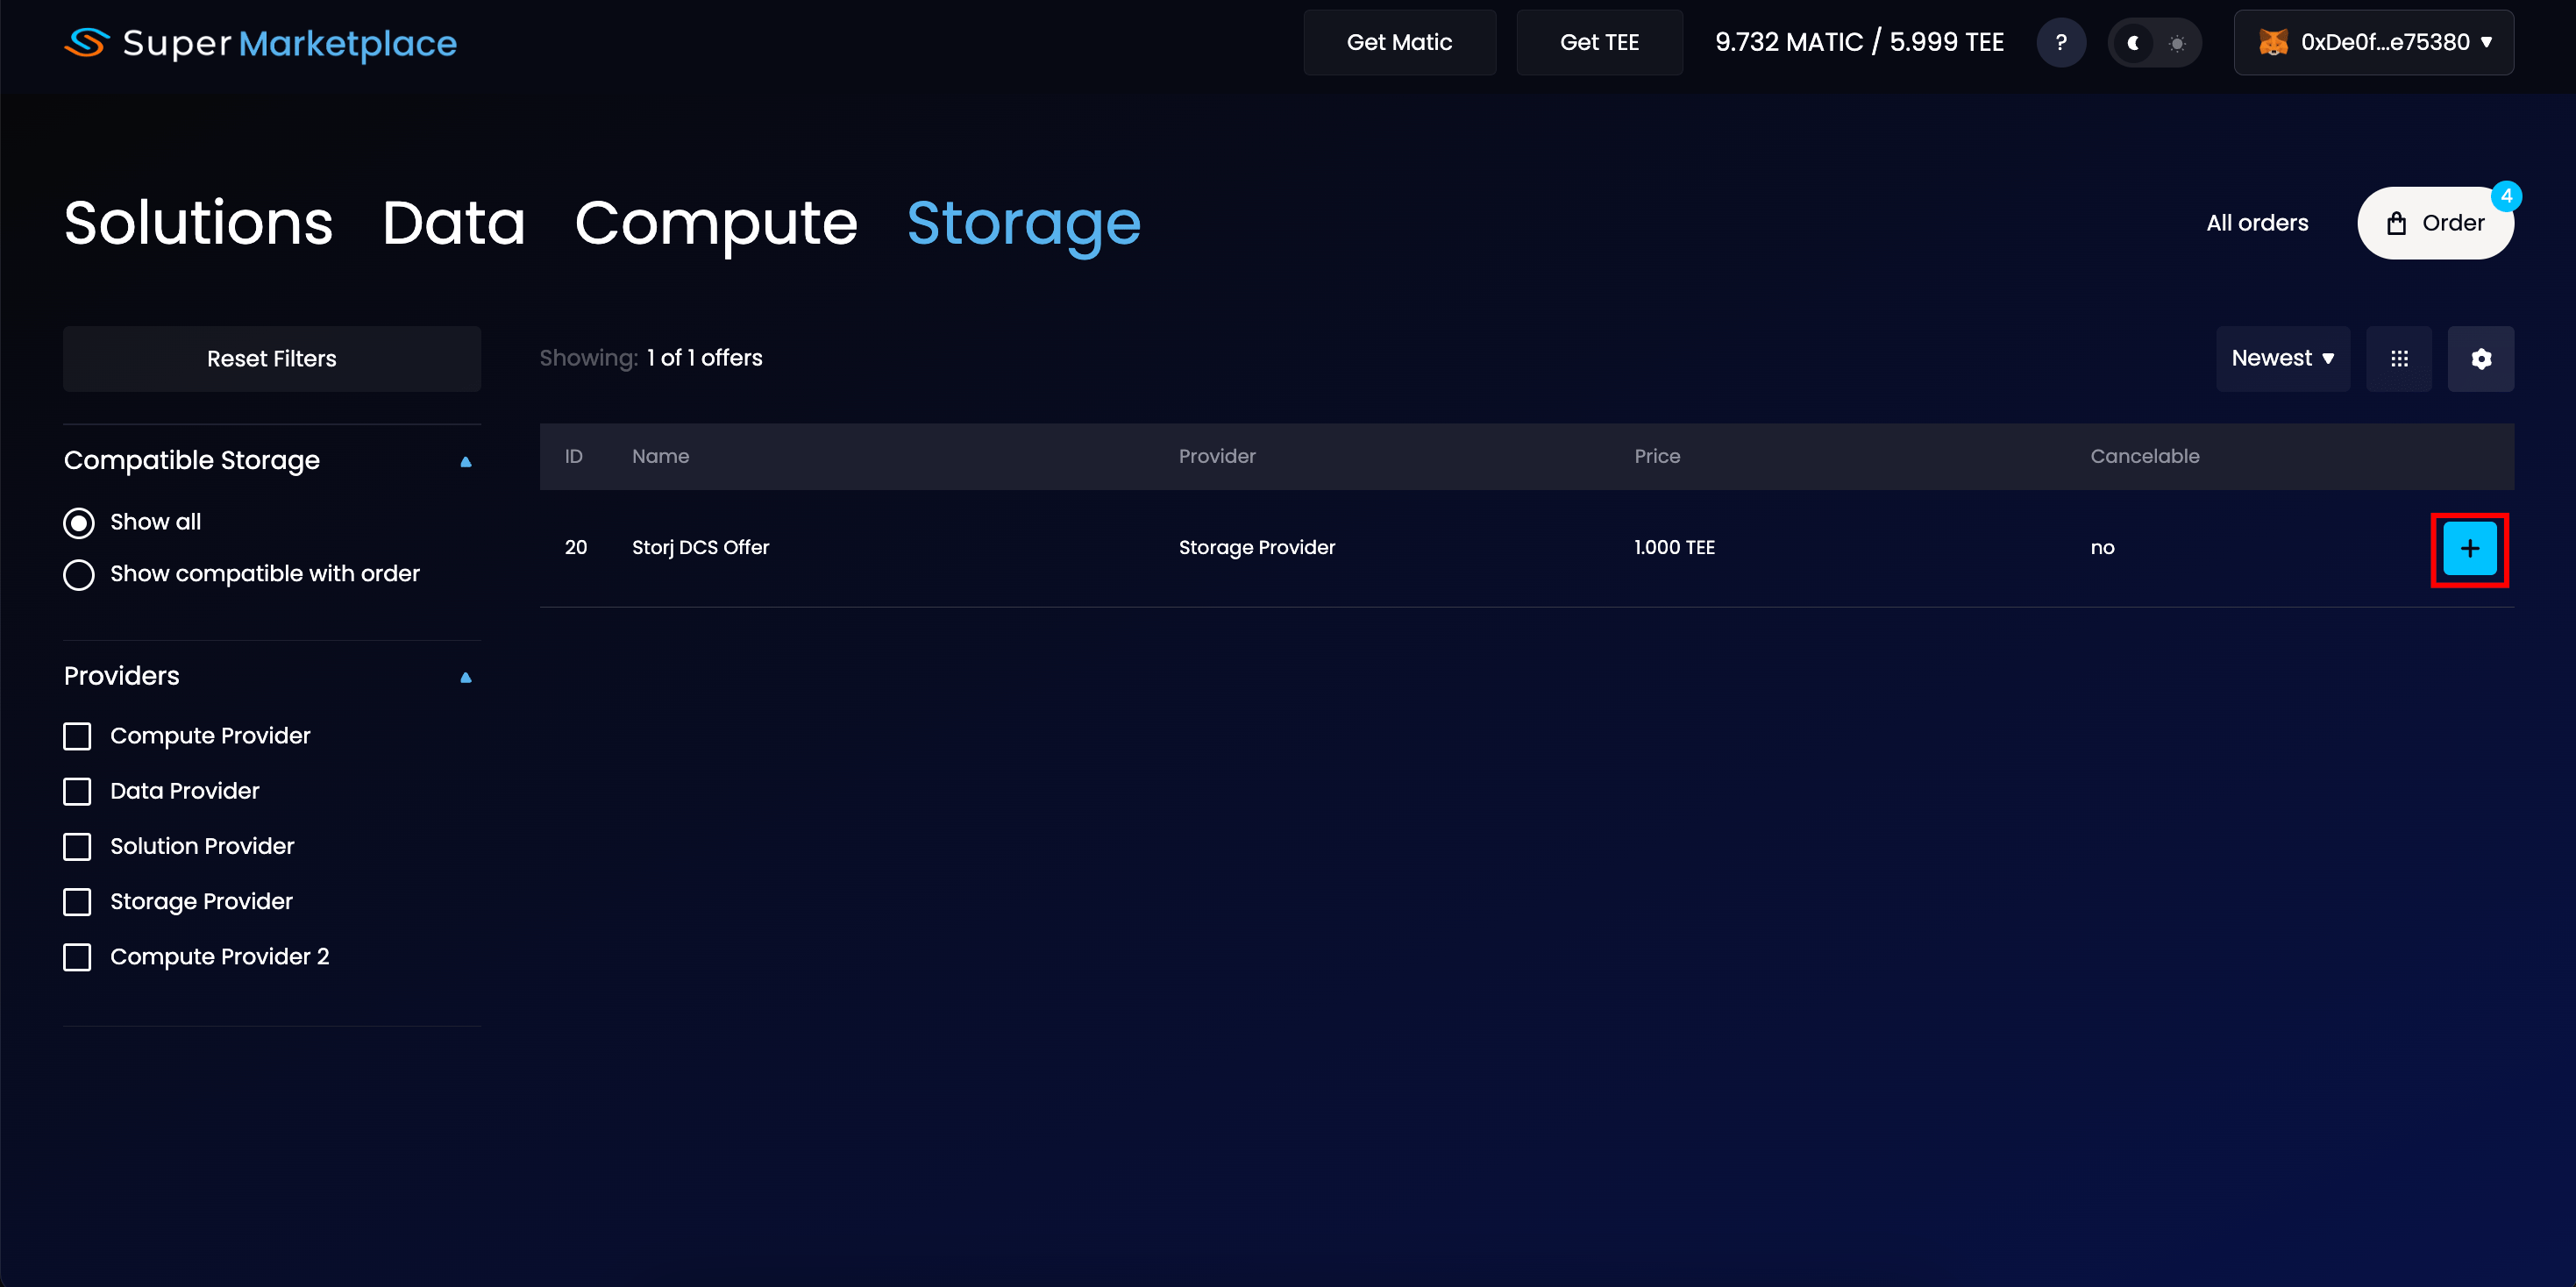 Super Marketplace
Get Matic
Get TEE
9.732 MATIC / 5.999 TEE
?
0xDe0f...e75380
Solutions Data Compute Storage
All orders
Order
4
Reset Filters
Showing: 1 of 1 offers
Newest
Compatible Storage
Show all
Show compatible with order
Providers
Compute Provider
Data Provider
Solution Provider
Storage Provider
Compute Provider 2
ID Name Provider Price Cancelable
20 Storj DCS Offer Storage Provider 1.000 TEE no +